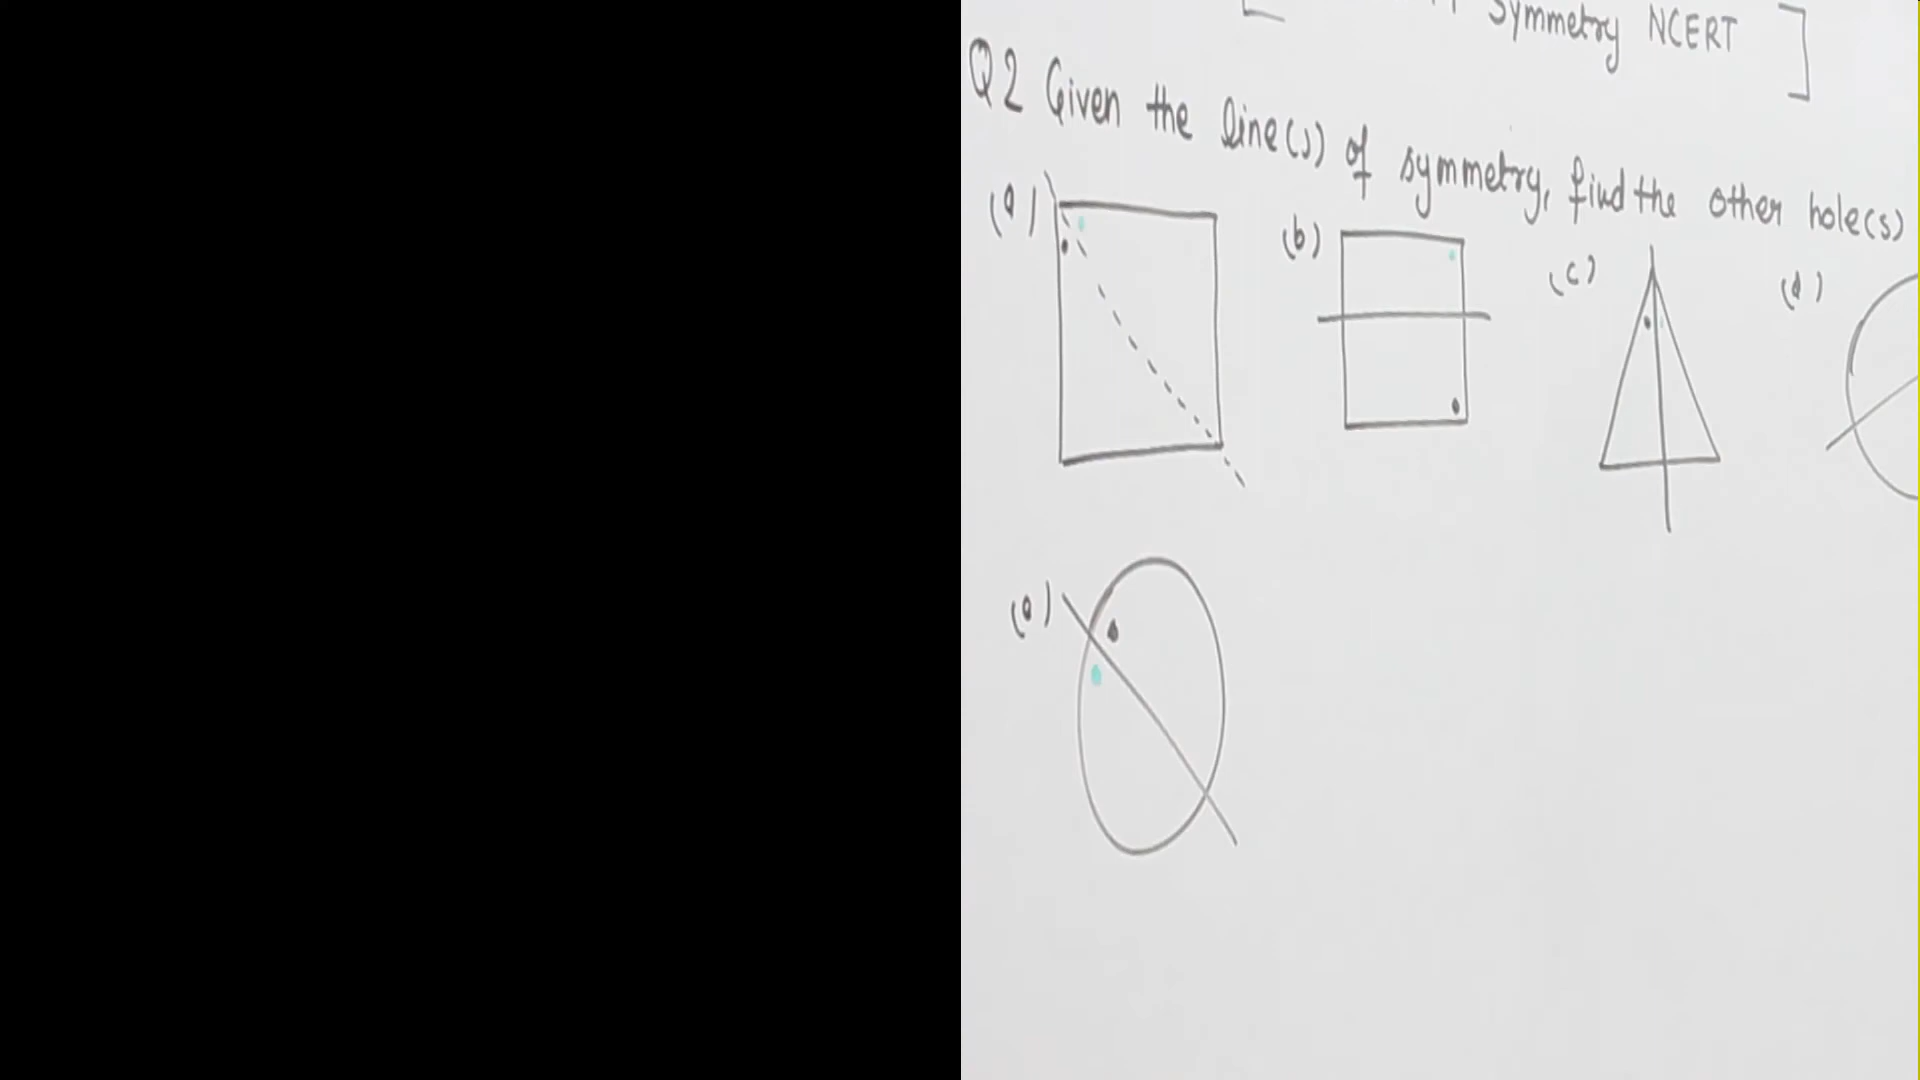 [ Symmetry NCERT ]
Q2 Given the line(s) of symmetry, find the other hole(s)
(a) (b) (c) (d)
(e)